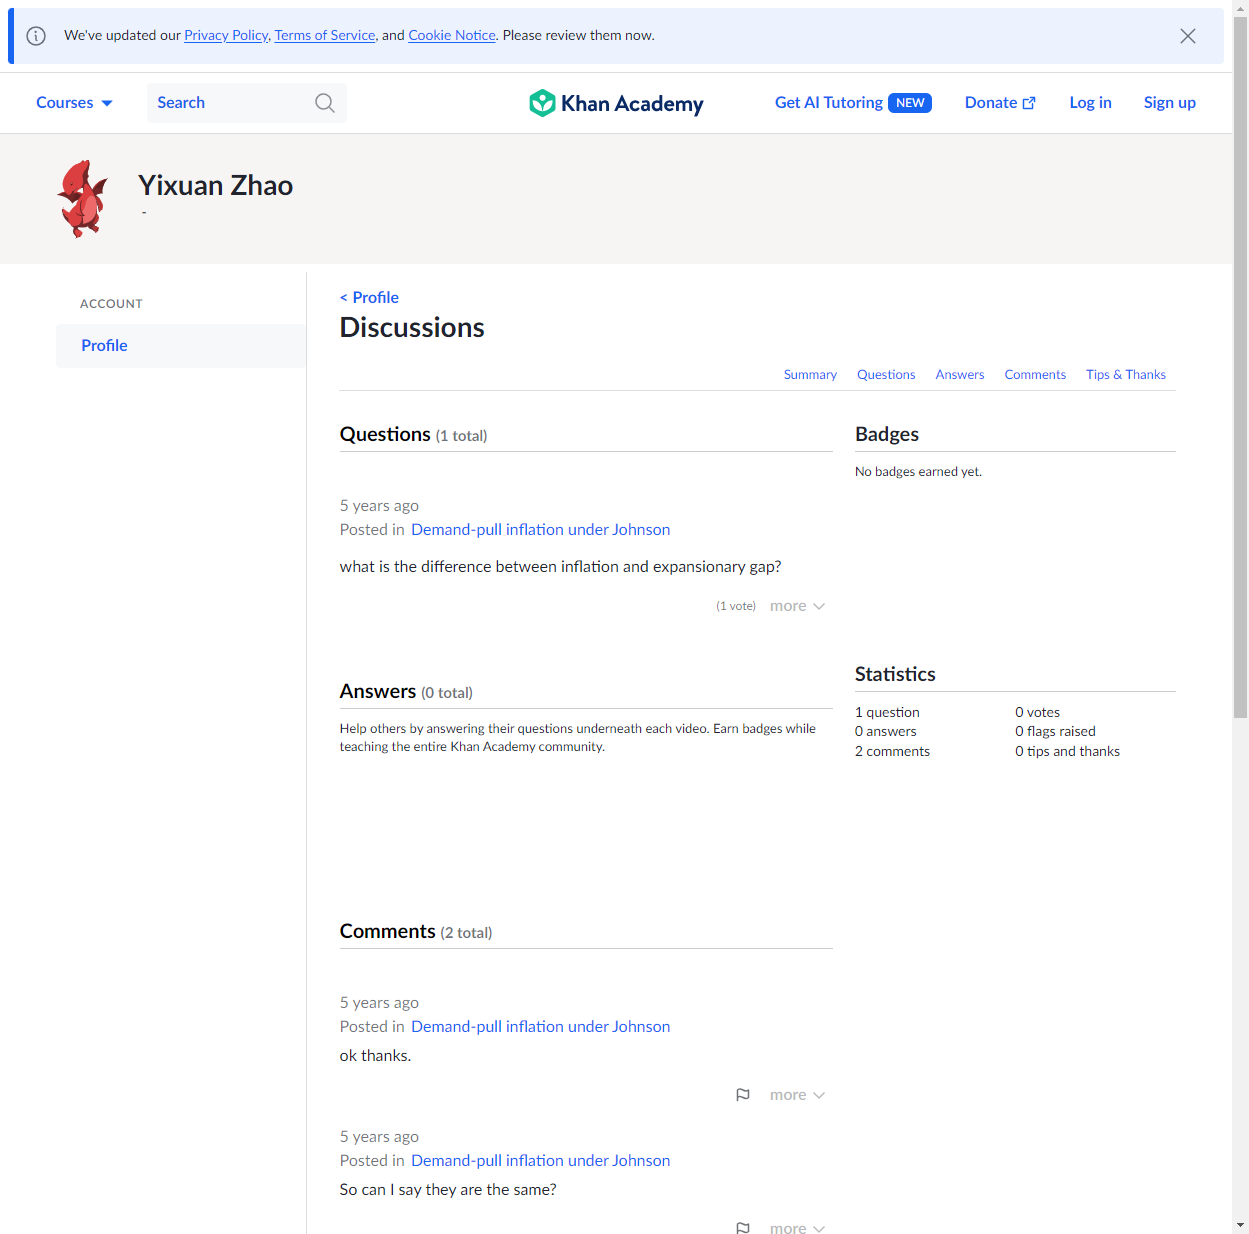 We've updated our Privacy Policy, Terms of Service, and Cookie Notice. Please review them now.
Courses
Search
Khan Academy
Get AI Tutoring NEW
Donate
Log in
Sign up
Yixuan Zhao
-
ACCOUNT
Profile
< Profile
Discussions
Summary
Questions
Answers
Comments
Tips & Thanks
Questions (1 total)
5 years ago
Posted in Demand-pull inflation under Johnson
what is the difference between inflation and expansionary gap?
(1 vote) more
Badges
No badges earned yet.
Answers (0 total)
Help others by answering their questions underneath each video. Earn badges while
teaching the entire Khan Academy community.
Statistics
1 question
0 votes
0 answers
0 flags raised
2 comments
0 tips and thanks
Comments (2 total)
5 years ago
Posted in Demand-pull inflation under Johnson
ok thanks.
more
5 years ago
Posted in Demand-pull inflation under Johnson
So can I say they are the same?
more